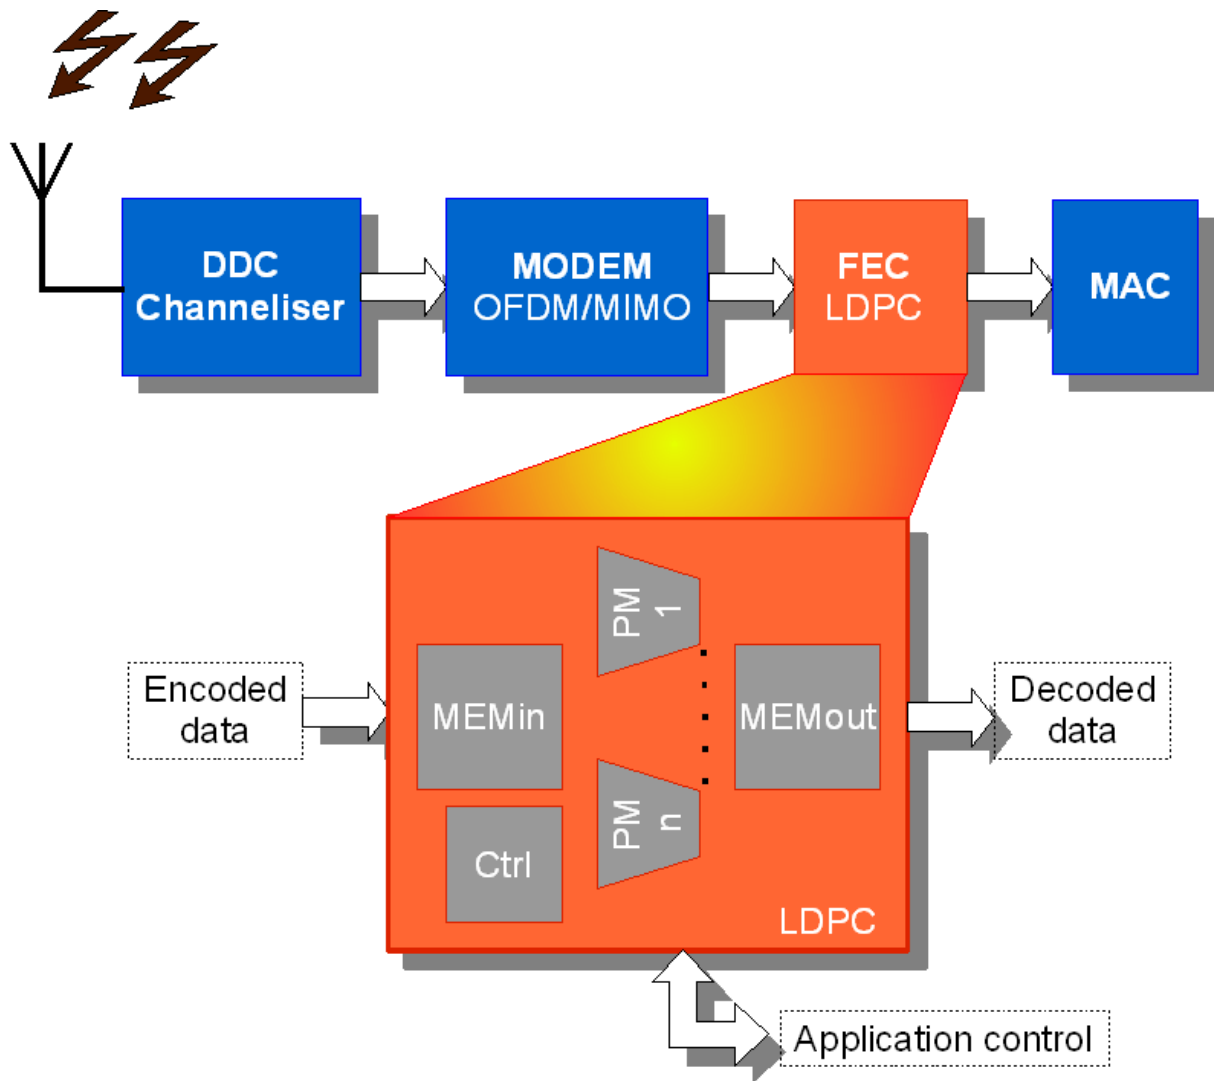 DDC
Channeliser
MODEM
OFDM/MIMO
FEC
LDPC
MAC
PM
1
Encoded
data
MEMin
MEMout
Decoded
data
PM
n
Ctrl
LDPC
Application control